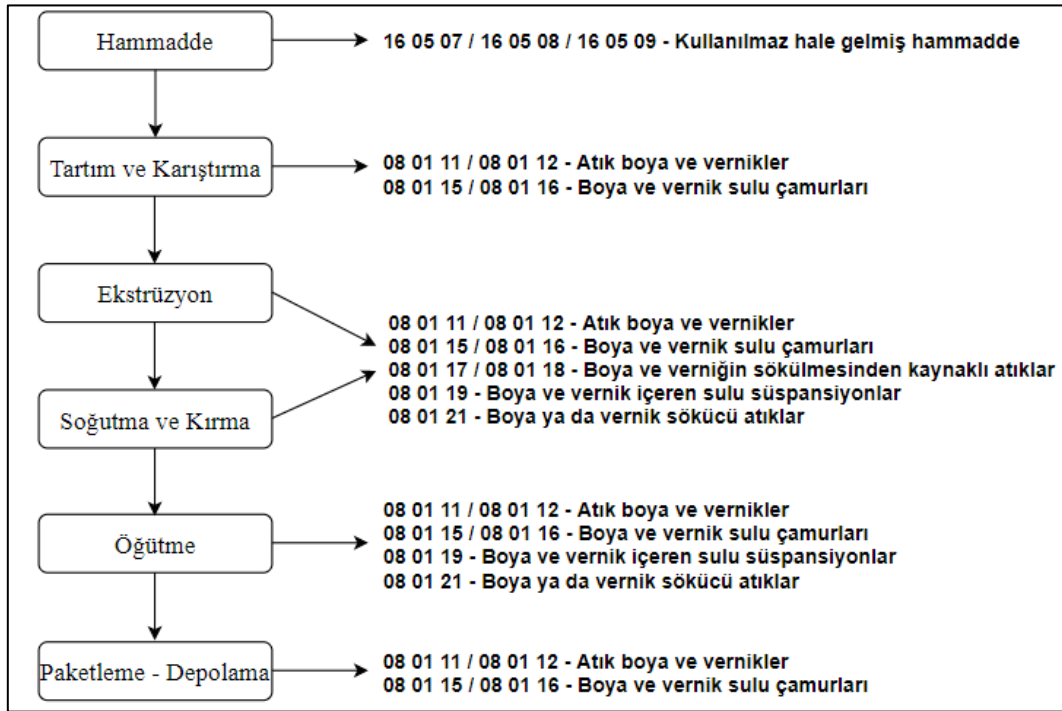 Hammadde
16 05 07 / 16 05 08 / 16 05 09 - Kullanılmaz hale gelmiş hammadde
Tartım ve Karıştırma
08 01 11 / 08 01 12 - Atık boya ve vernikler
08 01 15 / 08 01 16 - Boya ve vernik sulu çamurları
Ekstrüzyon
08 01 11 / 08 01 12 - Atık boya ve vernikler
08 01 15 / 08 01 16 - Boya ve vernik sulu çamurları
08 01 17 / 08 01 18 - Boya ve verniğin sökülmesinden kaynaklı atıklar
08 01 19 - Boya ve vernik içeren sulu süspansiyonlar
08 01 21 - Boya ya da vernik sökücü atıklar
Soğutma ve Kırma
Öğütme
08 01 11 / 08 01 12 - Atık boya ve vernikler
08 01 15 / 08 01 16 - Boya ve vernik sulu çamurları
08 01 19 - Boya ve vernik içeren sulu süspansiyonlar
08 01 21 - Boya ya da vernik sökücü atıklar
Paketleme - Depolama
08 01 11 / 08 01 12 - Atık boya ve vernikler
08 01 15 / 08 01 16 - Boya ve vernik sulu çamurları